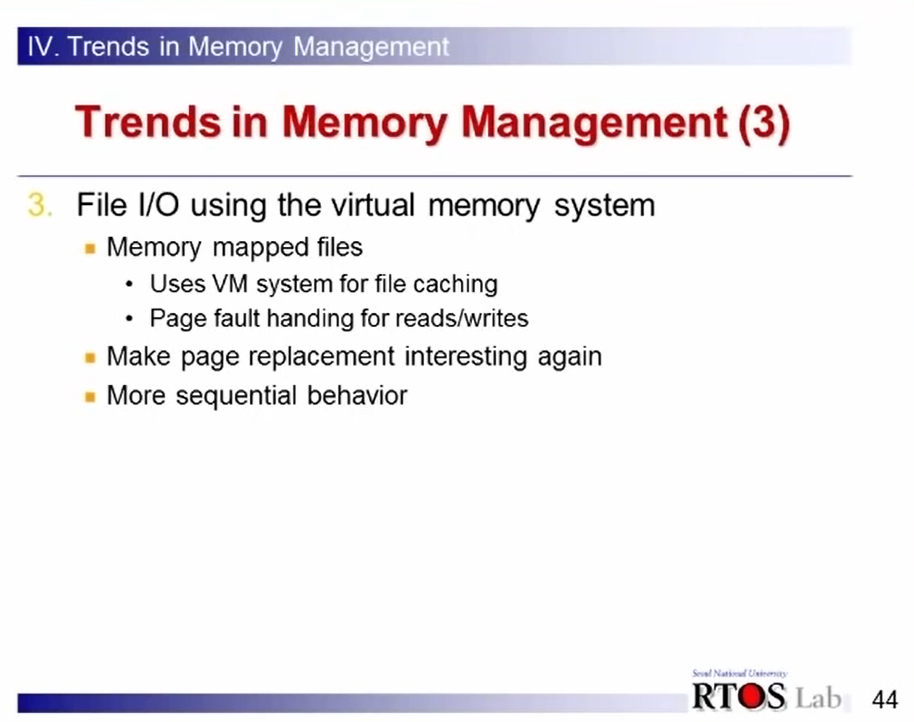 IV. Trends in Memory Management
Trends in Memory Management (3)
3. File I/O using the virtual memory system
■ Memory mapped files
• Uses VM system for file caching
• Page fault handing for reads/writes
■ Make page replacement interesting again
■ More sequential behavior
Seoul National University
RTOS Lab
44